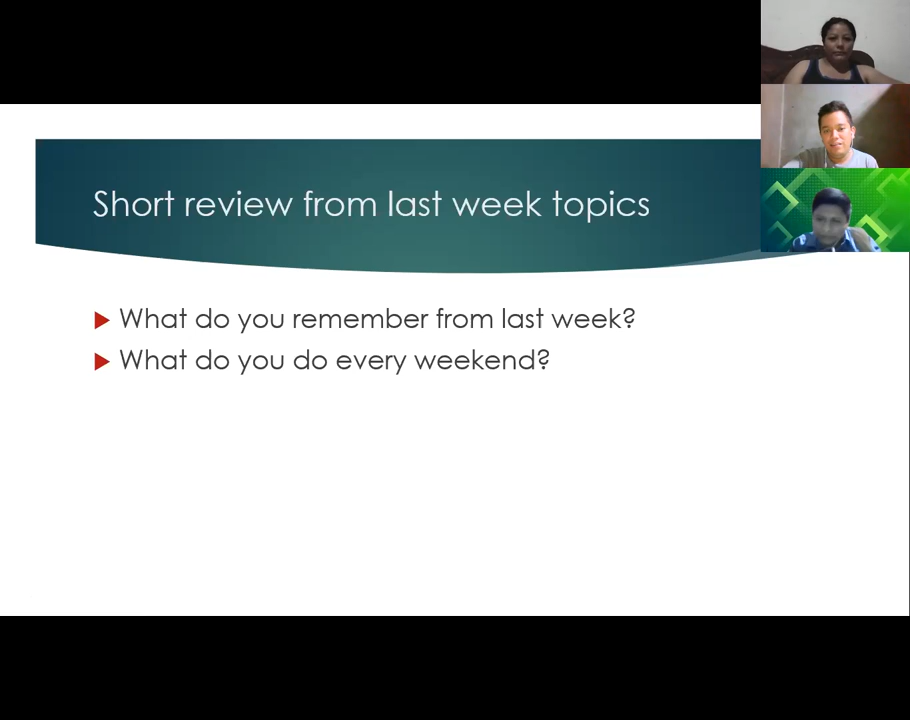 Short review from last week topics
What do you remember from last week?
What do you do every weekend?